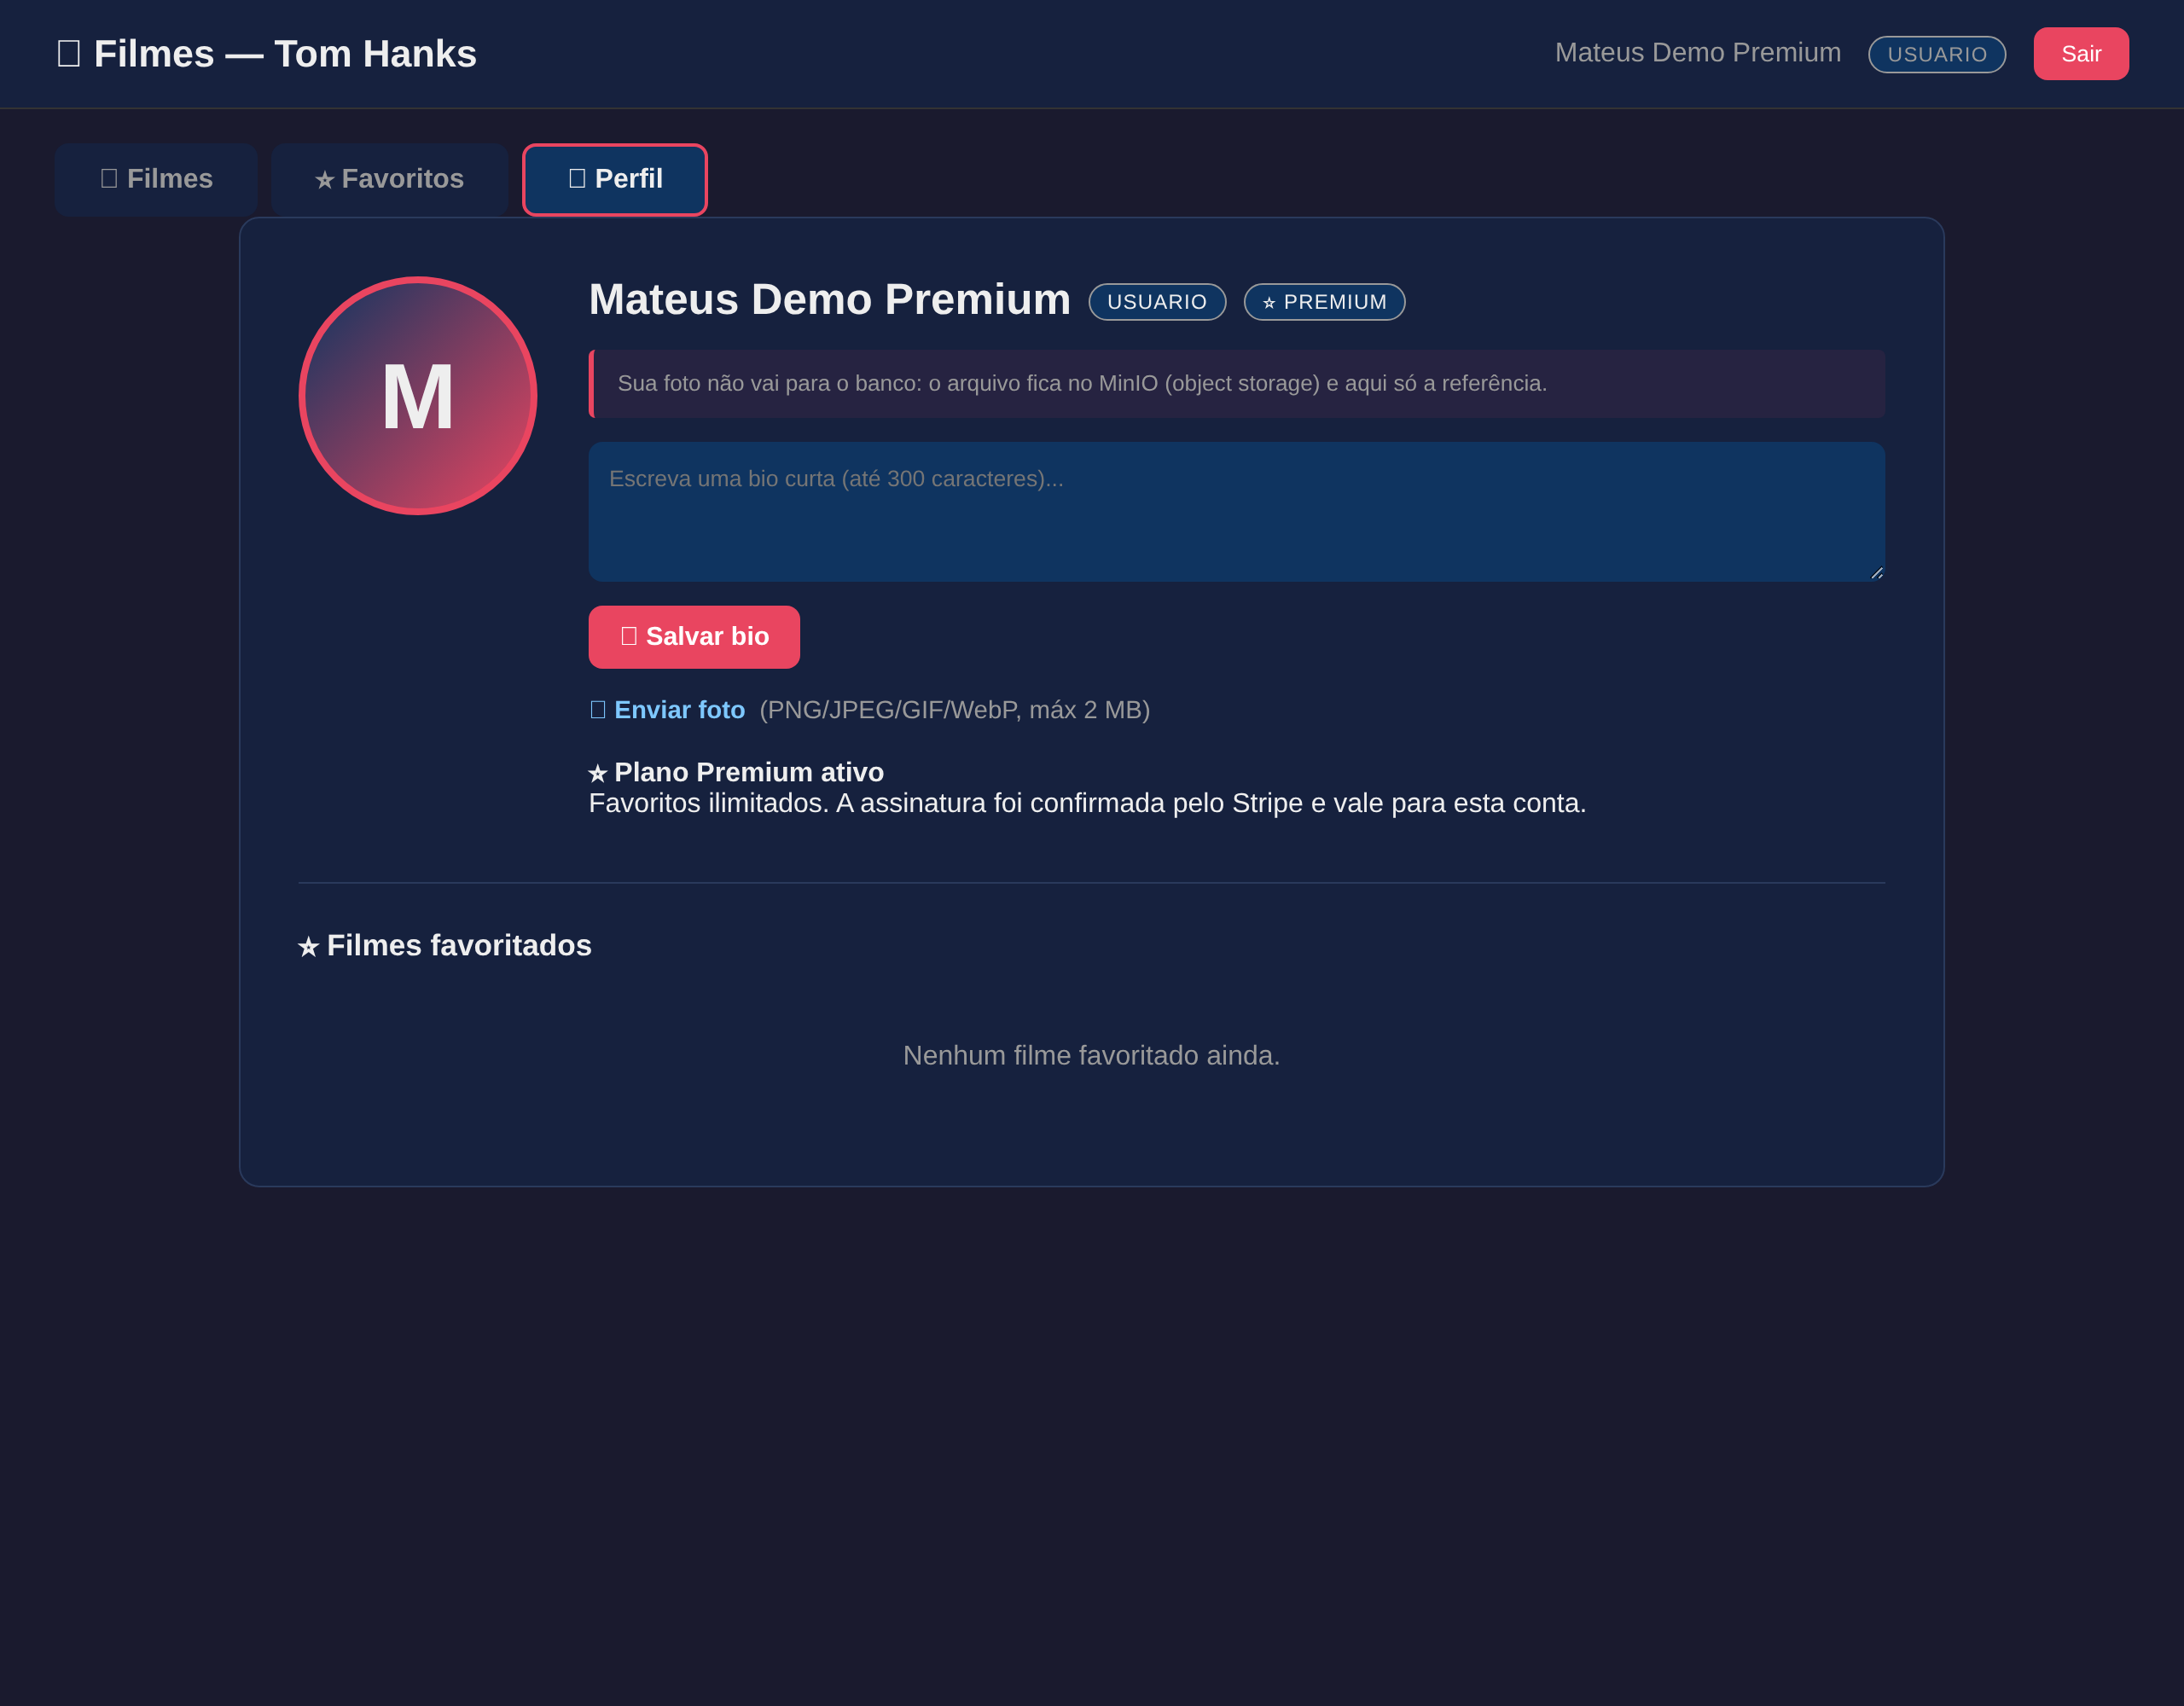 Filmes — Tom Hanks
Mateus Demo Premium USUARIO Sair
Filmes ☆ Favoritos Perfil
M
Mateus Demo Premium USUARIO ☆ PREMIUM
Sua foto não vai para o banco: o arquivo fica no MinIO (object storage) e aqui só a referência.
Escreva uma bio curta (até 300 caracteres)...
Salvar bio
Enviar foto (PNG/JPEG/GIF/WebP, máx 2 MB)
☆ Plano Premium ativo
Favoritos ilimitados. A assinatura foi confirmada pelo Stripe e vale para esta conta.
☆ Filmes favoritados
Nenhum filme favoritado ainda.